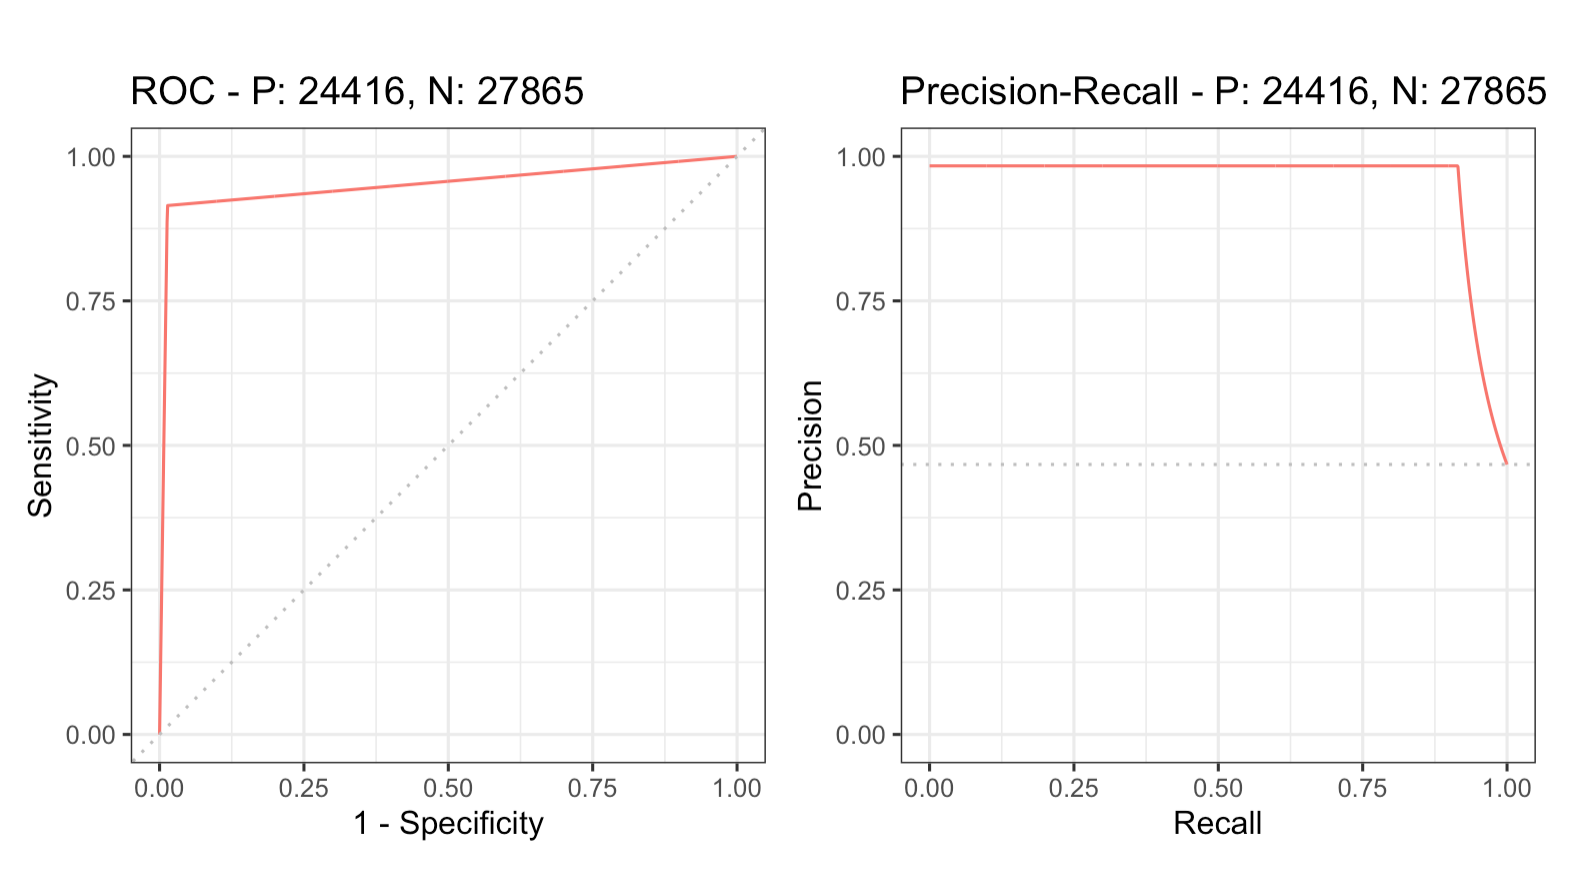 ROC - P: 24416, N: 27865
1.00
0.75
0.50
0.25
0.00
Sensitivity
0.00 0.25 0.50 0.75 1.00
1 - Specificity
Precision-Recall - P: 24416, N: 27865
1.00
0.75
0.50
0.25
0.00
Precision
0.00 0.25 0.50 0.75 1.00
Recall